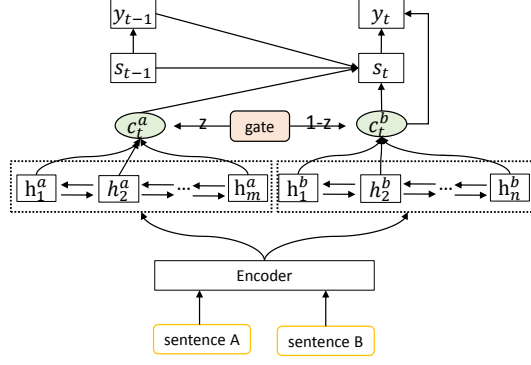 y_{t-1} y_t
s_{t-1} s_t
c_t^a z gate 1-z c_t^b
h_1^a h_2^a ... h_m^a h_1^b h_2^b ... h_n^b
Encoder
sentence A sentence B